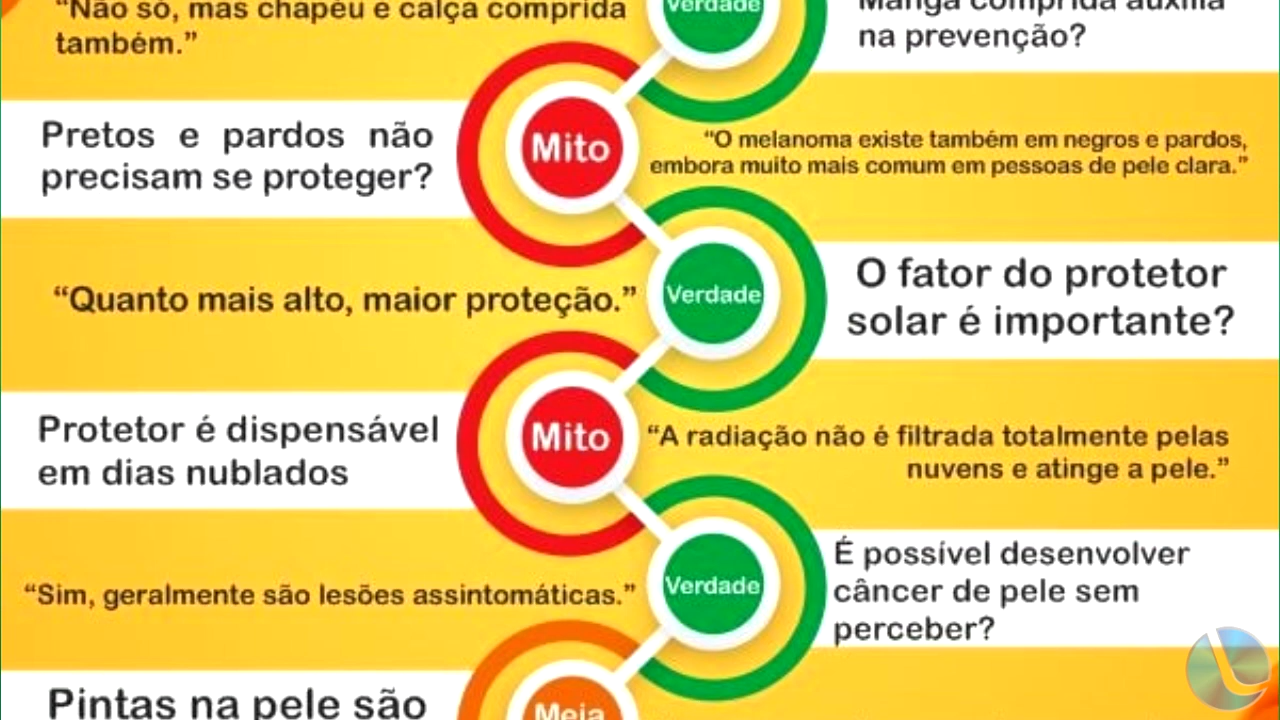 “Não só, mas chapéu e calça comprida
também.”
Verdade
Manga comprida auxilia
na prevenção?
Pretos e pardos não
precisam se proteger?
Mito
“O melanoma existe também em negros e pardos,
embora muito mais comum em pessoas de pele clara.”
“Quanto mais alto, maior proteção.”
Verdade
O fator do protetor
solar é importante?
Protetor é dispensável
em dias nublados
Mito
“A radiação não é filtrada totalmente pelas
nuvens e atinge a pele.”
“Sim, geralmente são lesões assintomáticas.”
Verdade
É possível desenvolver
câncer de pele sem
perceber?
Pintas na pele são
Meia